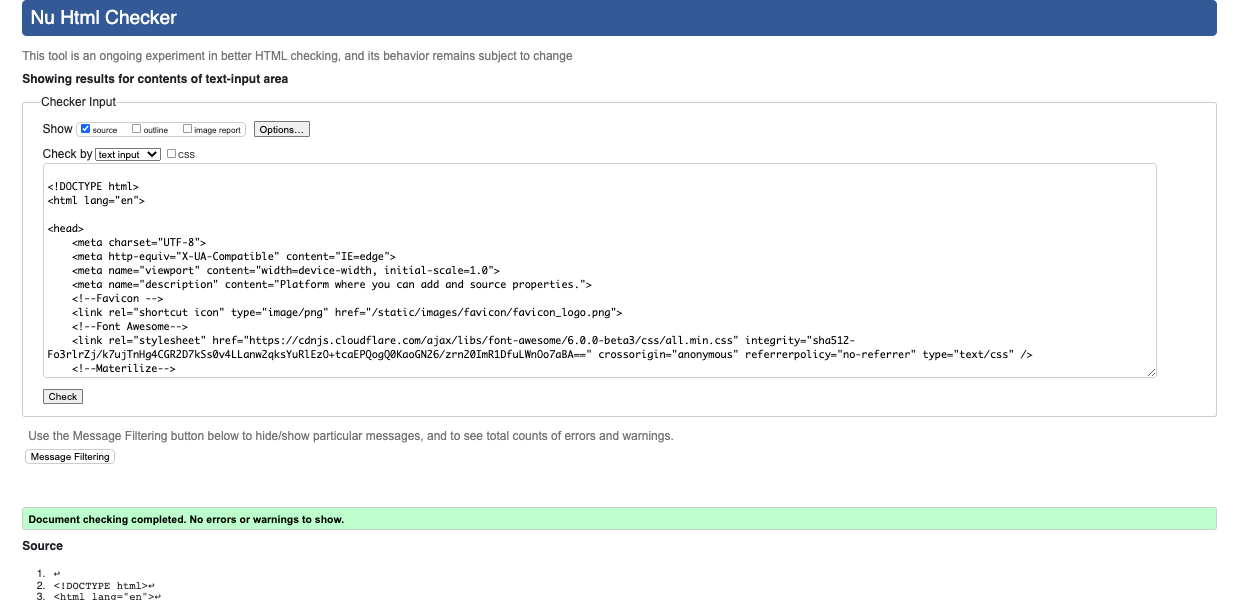 Nu Html Checker
This tool is an ongoing experiment in better HTML checking, and its behavior remains subject to change
Showing results for contents of text-input area
Checker Input
Show source outline image report Options...
Check by text input css
<!DOCTYPE html>
<html lang="en">
<head>
<meta charset="UTF-8">
<meta http-equiv="X-UA-Compatible" content="IE=edge">
<meta name="viewport" content="width=device-width, initial-scale=1.0">
<meta name="description" content="Platform where you can add and source properties.">
<!--Favicon -->
<link rel="shortcut icon" type="image/png" href="/static/images/favicon/favicon_logo.png">
<!--Font Awesome-->
<link rel="stylesheet" href="https://cdnjs.cloudflare.com/ajax/libs/font-awesome/6.0.0-beta3/css/all.min.css" integrity="sha512-
Fo3rlrZj/k7ujTnHg4CGR2D7kSs0v4LLanw2qksYuRlEzO+tcaEPQogQ0KaoGN26/zrn20ImR1DfuLWnOo7aBA==" crossorigin="anonymous" referrerpolicy="no-referrer" type="text/css" />
<!--Materilize-->
Check
Use the Message Filtering button below to hide/show particular messages, and to see total counts of errors and warnings.
Message Filtering
Document checking completed. No errors or warnings to show.
Source
1. ↩
2. <!DOCTYPE html>↩
3. <html lang="en">↩